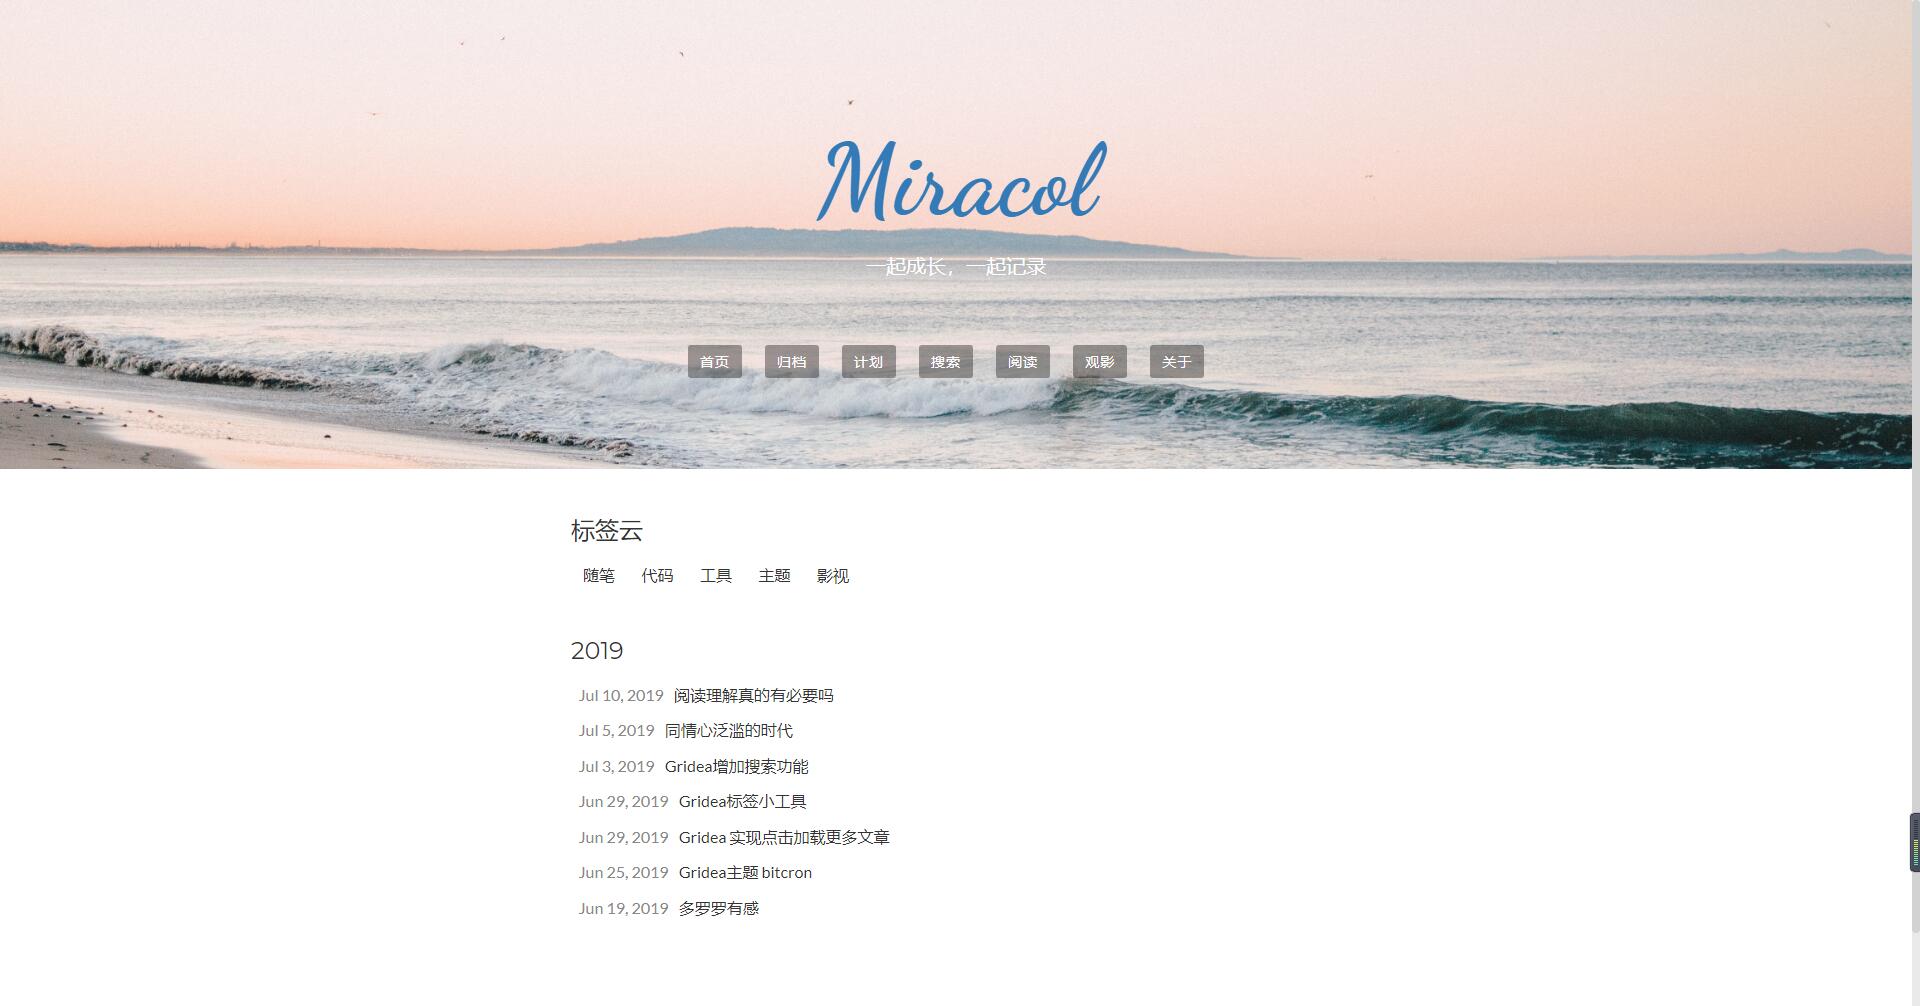 Miracol
一起成长，一起记录
首页 归档 计划 搜索 阅读 观影 关于
标签云
随笔 代码 工具 主题 影视
2019
Jul 10, 2019 阅读理解真的有必要吗
Jul 5, 2019 同情心泛滥的时代
Jul 3, 2019 Gridea增加搜索功能
Jun 29, 2019 Gridea标签小工具
Jun 29, 2019 Gridea 实现点击加载更多文章
Jun 25, 2019 Gridea主题 bitcron
Jun 19, 2019 多罗罗有感